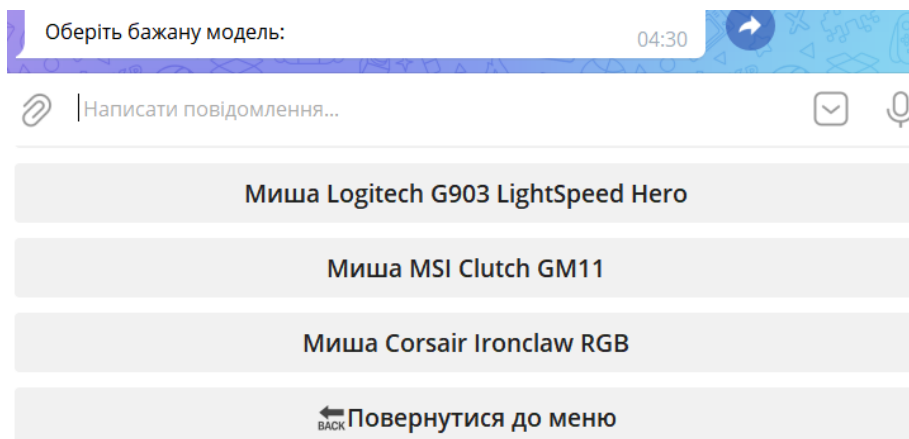 Оберіть бажану модель:
04:30
Написати повідомлення...
Миша Logitech G903 LightSpeed Hero
Миша MSI Clutch GM11
Миша Corsair Ironclaw RGB
BACK Повернутися до меню